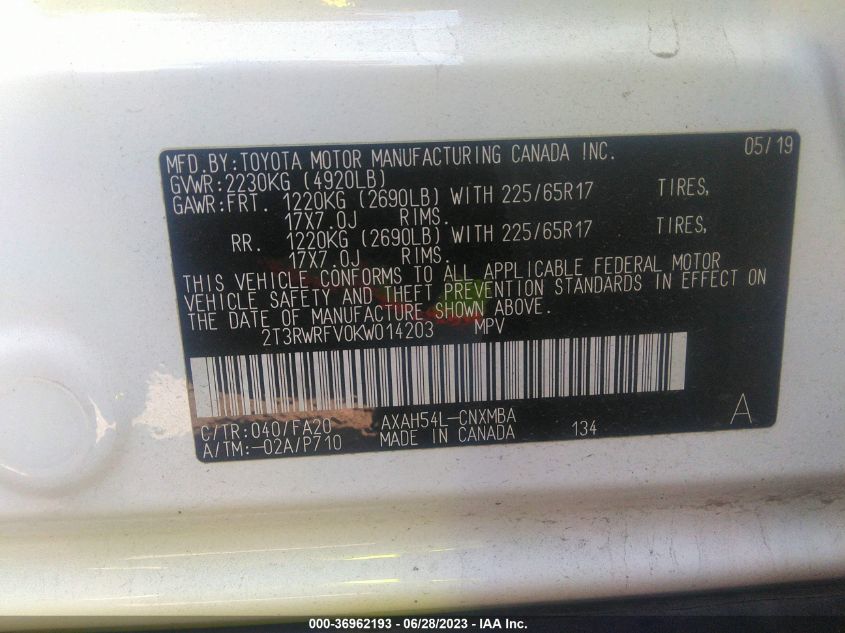 MFD.BY:TOYOTA MOTOR MANUFACTURING CANADA INC. 05/19
GVWR:2230KG (4920LB)
GAWR:FRT. 1220KG (2690LB) WITH 225/65R17 TIRES,
17X7.0J RIMS.
RR. 1220KG (2690LB) WITH 225/65R17 TIRES,
17X7.0J RIMS.
THIS VEHICLE CONFORMS TO ALL APPLICABLE FEDERAL MOTOR
VEHICLE SAFETY AND THEFT PREVENTION STANDARDS IN EFFECT ON
THE DATE OF MANUFACTURE SHOWN ABOVE.
2T3RWRFV0KW014203 MPV
C/TR:040/FA20 AXAH54L-CNXMBA A
A/TM:-02A/P710 MADE IN CANADA 134
000-36962193 - 06/28/2023 - IAA Inc.